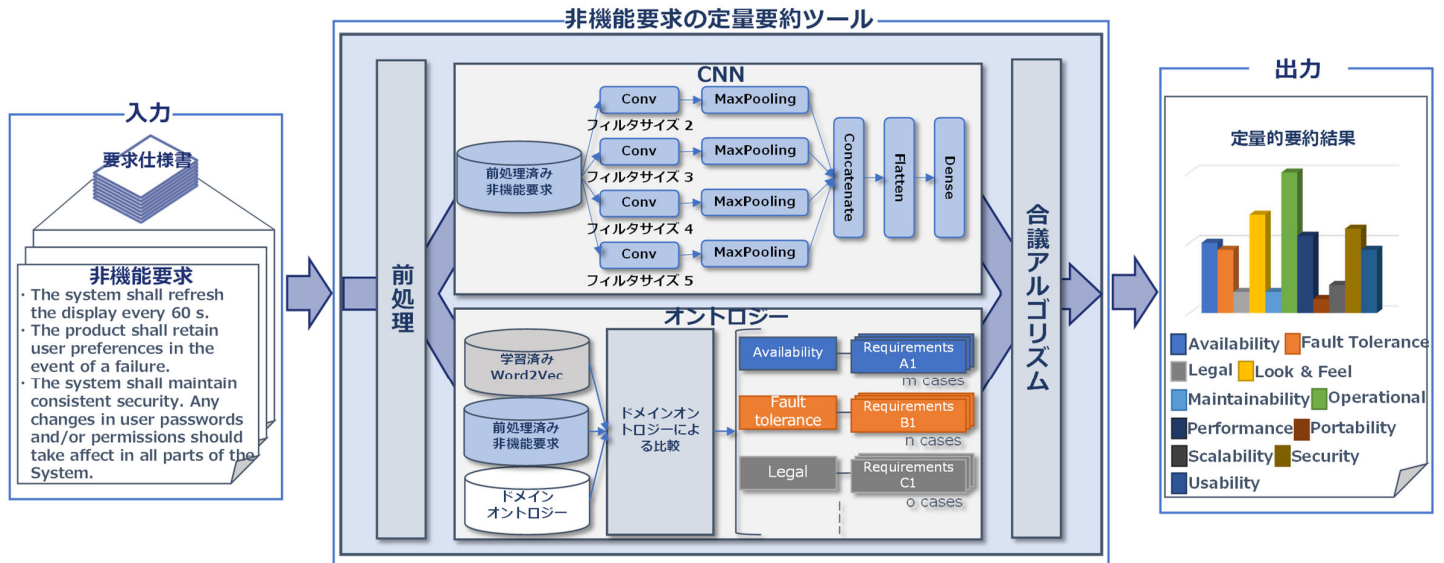 非機能要求の定量要約ツール
入力
要求仕様書
非機能要求
・The system shall refresh
the display every 60 s.
・The product shall retain
user preferences in the
event of a failure.
・The system shall maintain
consistent security. Any
changes in user passwords
and/or permissions should
take affect in all parts of the
System.
前処理
CNN
前処理済み
非機能要求
Conv
MaxPooling
フィルタサイズ 2
Conv
MaxPooling
フィルタサイズ 3
Conv
MaxPooling
フィルタサイズ 4
Conv
MaxPooling
フィルタサイズ 5
Concatenate
Flatten
Dense
オントロジー
学習済み
Word2Vec
前処理済み
非機能要求
ドメイン
オントロジー
ドメインオン
トロジーによ
る比較
Availability
Requirements
A1
m cases
Fault
tolerance
Requirements
B1
n cases
Legal
Requirements
C1
o cases
合議アルゴリズム
出力
定量的要約結果
Availability Fault Tolerance
Legal Look & Feel
Maintainability Operational
Performance Portability
Scalability Security
Usability